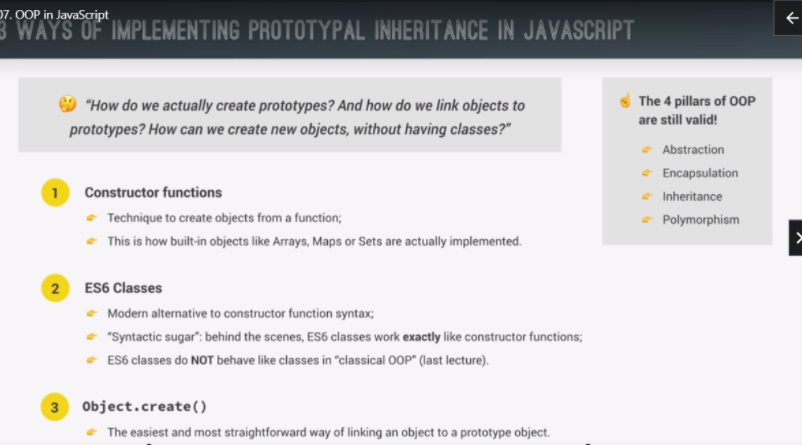 07. OOP in JavaScript
3 WAYS OF IMPLEMENTING PROTOTYPAL INHERITANCE IN JAVASCRIPT
“How do we actually create prototypes? And how do we link objects to
prototypes? How can we create new objects, without having classes?”
1
Constructor functions
Technique to create objects from a function;
This is how built-in objects like Arrays, Maps or Sets are actually implemented.
2
ES6 Classes
Modern alternative to constructor function syntax;
“Syntactic sugar”: behind the scenes, ES6 classes work exactly like constructor functions;
ES6 classes do NOT behave like classes in “classical OOP” (last lecture).
3
Object.create()
The easiest and most straightforward way of linking an object to a prototype object.
The 4 pillars of OOP
are still valid!
Abstraction
Encapsulation
Inheritance
Polymorphism